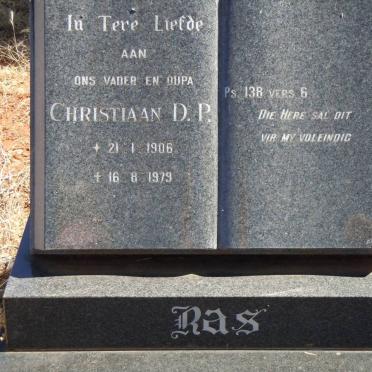 In Tere Liefde
AAN
ONS VADER EN OUPA
CHRISTIAAN D.P.
+ 21 · 1 · 1906
+ 16 · 8 · 1979
Ps. 138 VERS 6
DIE HERE SAL DIT
VIR MY VOLEINDIG
Ras